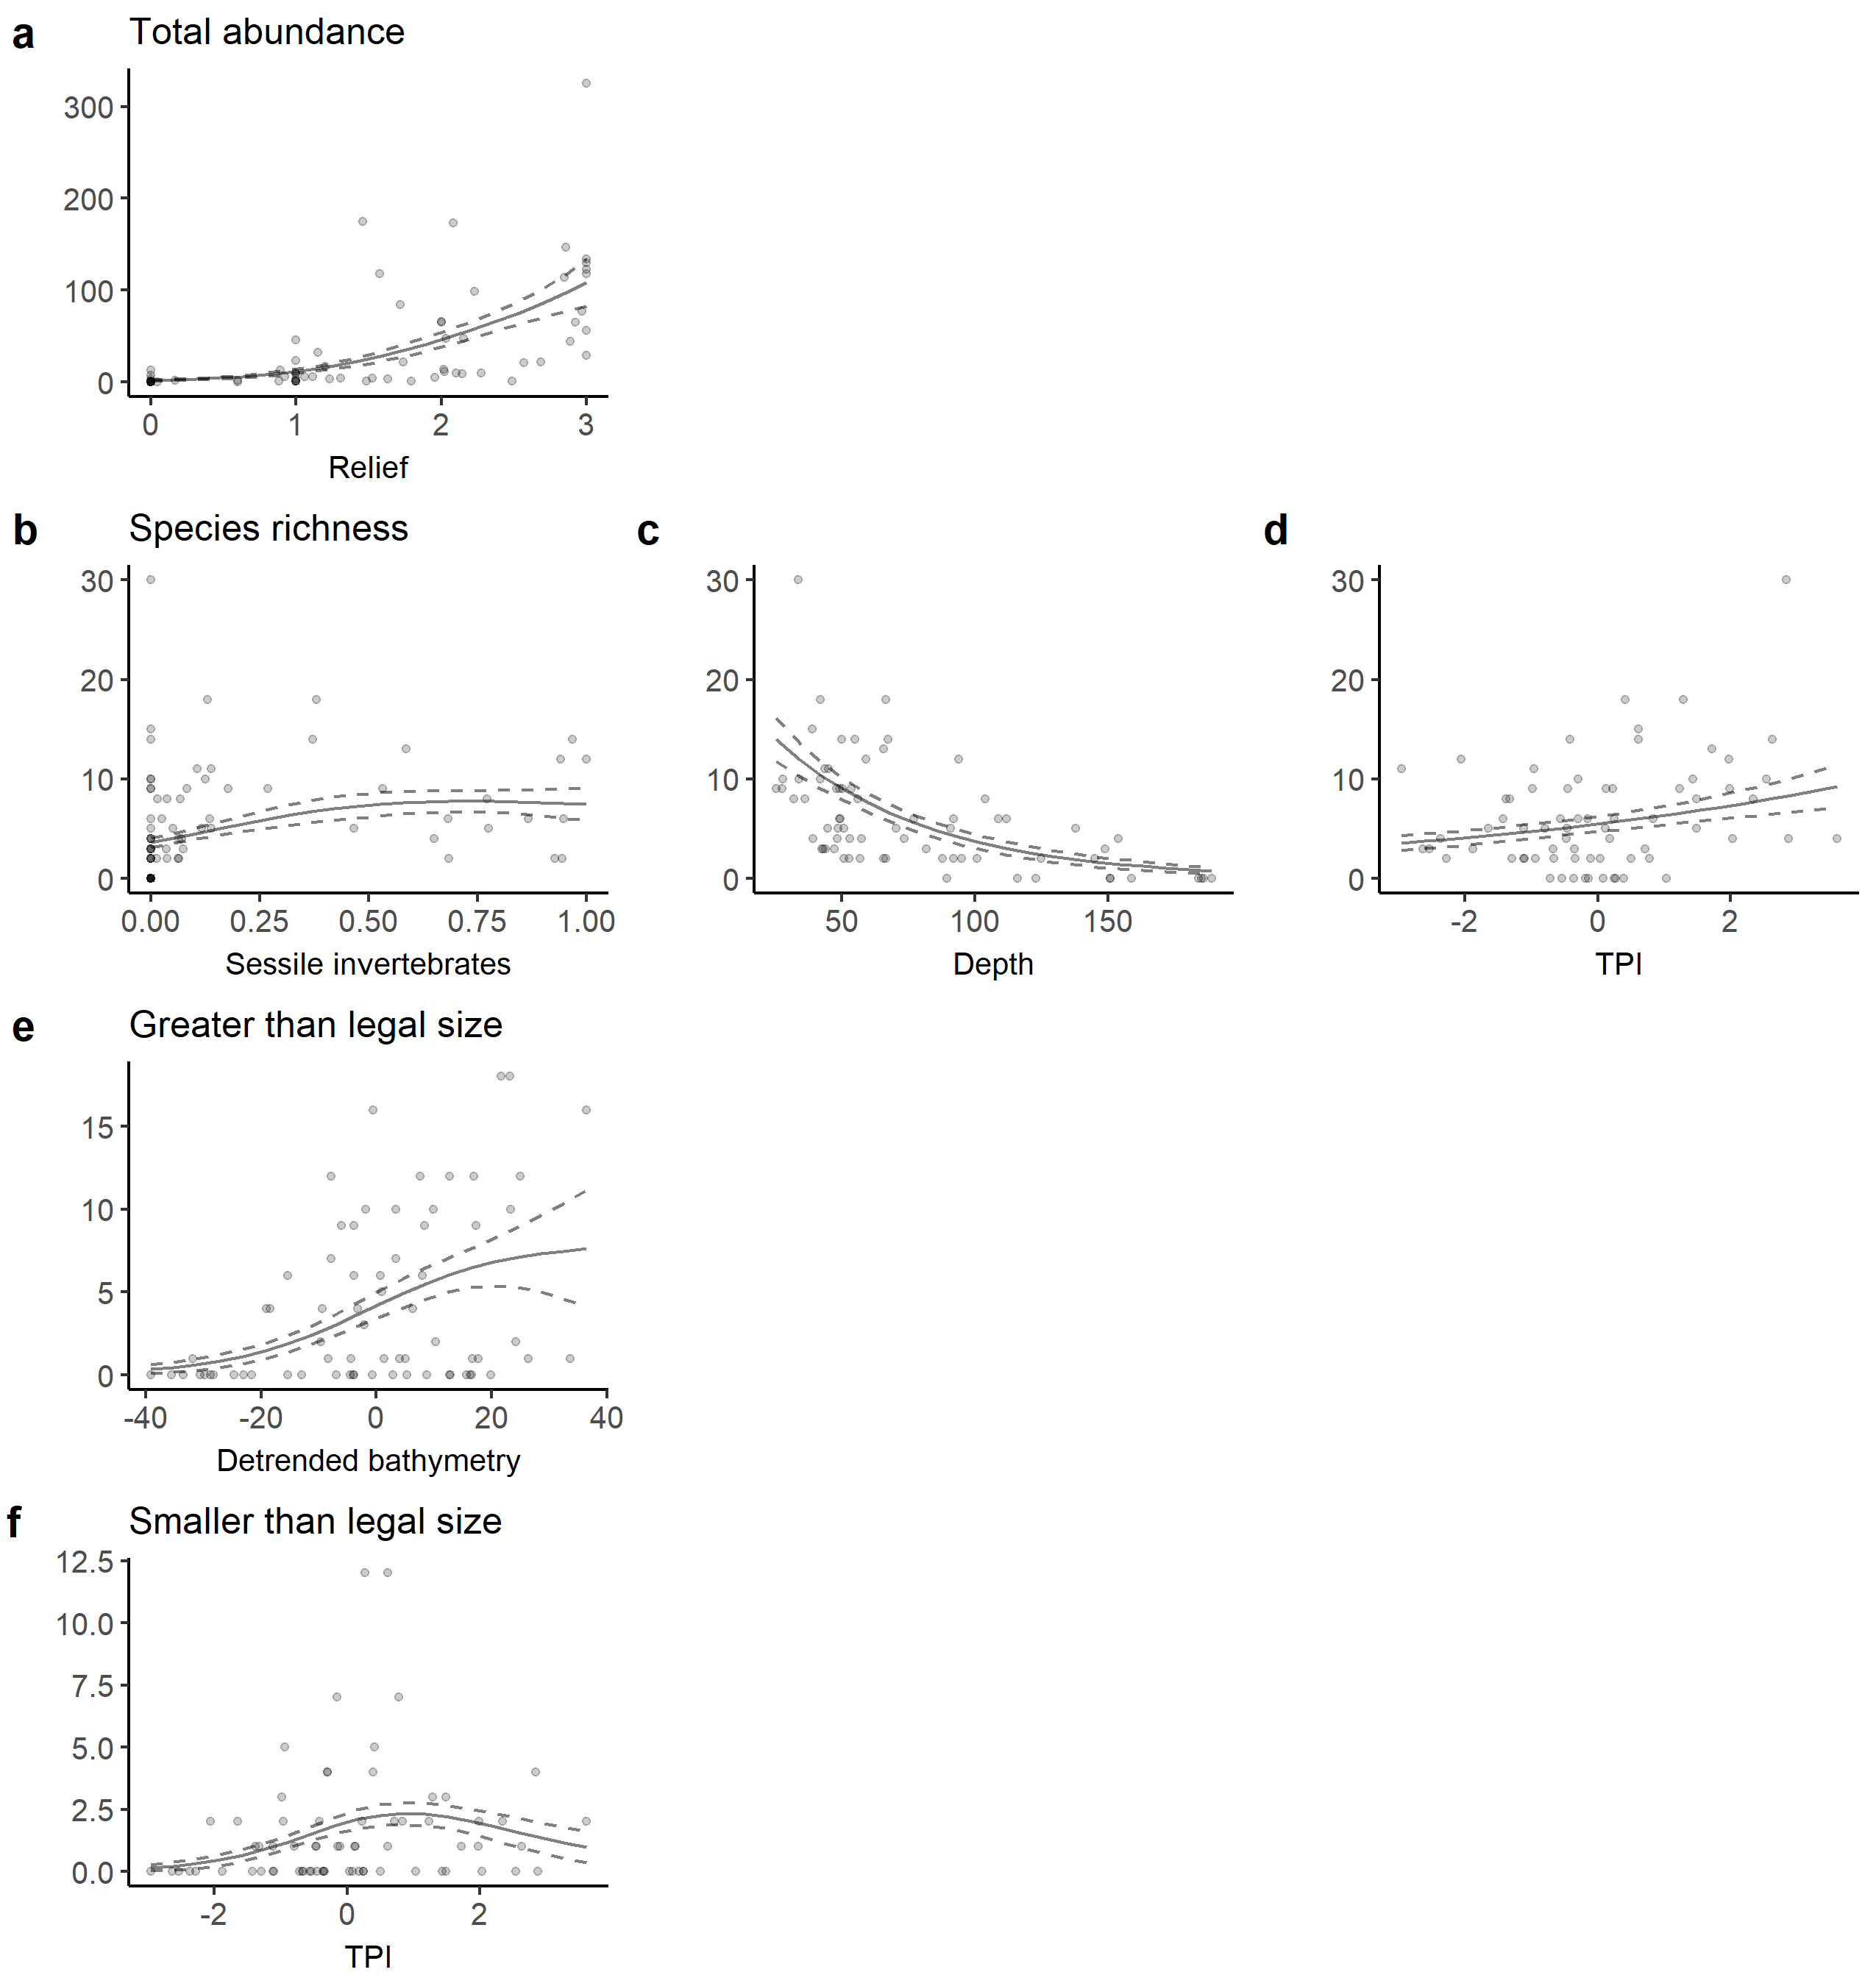 a Total abundance
300
200
100
0
0 1 2 3
Relief
b Species richness
30
20
10
0
0.00 0.25 0.50 0.75 1.00
Sessile invertebrates
c
30
20
10
0
50 100 150
Depth
d
30
20
10
0
-2 0 2
TPI
e Greater than legal size
15
10
5
0
-40 -20 0 20 40
Detrended bathymetry
f Smaller than legal size
12.5
10.0
7.5
5.0
2.5
0.0
-2 0 2
TPI